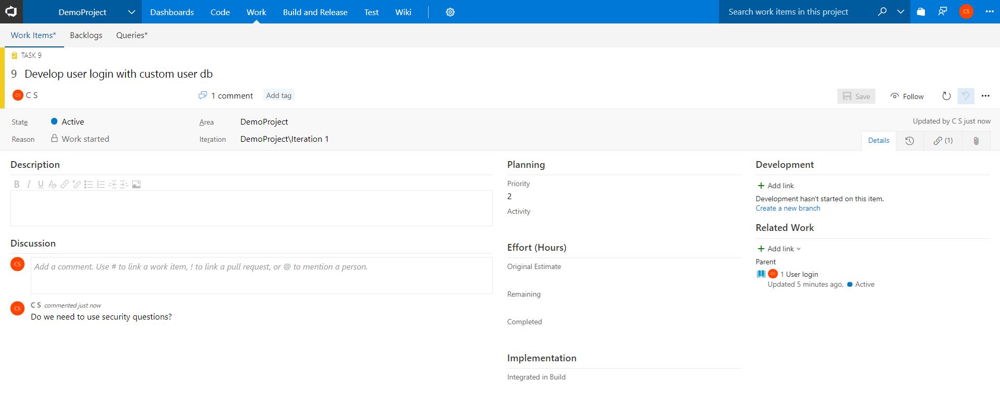 DemoProject Dashboards Code Work Build and Release Test Wiki Search work items in this project CS
Work Items* Backlogs Queries*
TASK 9
9 Develop user login with custom user db
CS C S 1 comment Add tag Save Follow
State Active Area DemoProject Updated by C S just now
Reason Work started Iteration DemoProject\Iteration 1 Details (1)
Description
B I U
Discussion
CS Add a comment. Use # to link a work item, ! to link a pull request, or @ to mention a person.
CS C S commented just now
Do we need to use security questions?
Planning
Priority
2
Activity
Effort (Hours)
Original Estimate
Remaining
Completed
Implementation
Integrated in Build
Development
+ Add link
Development hasn't started on this item.
Create a new branch
Related Work
+ Add link
Parent
CS 1 User login
Updated 5 minutes ago, Active